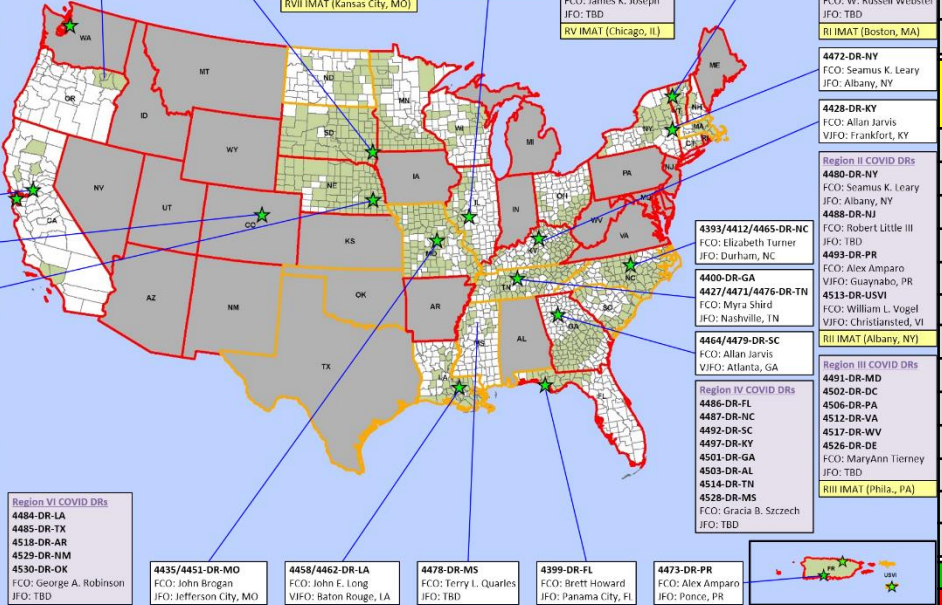 RVII IMAT (Kansas City, MO)
FCO: James K. Joseph
JFO: TBD
RV IMAT (Chicago, IL)
FCO: W. Russell Webster
JFO: TBD
RI IMAT (Boston, MA)
4472-DR-NY
FCO: Seamus K. Leary
JFO: Albany, NY
4428-DR-KY
FCO: Allan Jarvis
VJFO: Frankfort, KY
Region II COVID DRs
4480-DR-NY
FCO: Seamus K. Leary
JFO: Albany, NY
4488-DR-NJ
FCO: Robert Little III
JFO: TBD
4493-DR-PR
FCO: Alex Amparo
VJFO: Guaynabo, PR
4513-DR-USVI
FCO: William L. Vogel
VJFO: Christiansted, VI
RII IMAT (Albany, NY)
4393/4412/4465-DR-NC
FCO: Elizabeth Turner
JFO: Durham, NC
4400-DR-GA
4427/4471/4476-DR-TN
FCO: Myra Shird
JFO: Nashville, TN
4464/4479-DR-SC
FCO: Allan Jarvis
VJFO: Atlanta, GA
Region IV COVID DRs
4486-DR-FL
4487-DR-NC
4492-DR-SC
4497-DR-KY
4501-DR-GA
4503-DR-AL
4514-DR-TN
4528-DR-MS
FCO: Gracia B. Szczech
JFO: TBD
Region III COVID DRs
4491-DR-MD
4502-DR-DC
4506-DR-PA
4512-DR-VA
4517-DR-WV
4526-DR-DE
FCO: MaryAnn Tierney
JFO: TBD
RIII IMAT (Phila., PA)
Region VI COVID DRs
4484-DR-LA
4485-DR-TX
4518-DR-AR
4529-DR-NM
4530-DR-OK
FCO: George A. Robinson
JFO: TBD
4435/4451-DR-MO
FCO: John Brogan
JFO: Jefferson City, MO
4458/4462-DR-LA
FCO: John E. Long
VJFO: Baton Rouge, LA
4478-DR-MS
FCO: Terry L. Quarles
JFO: TBD
4399-DR-FL
FCO: Brett Howard
JFO: Panama City, FL
4473-DR-PR
FCO: Alex Amparo
JFO: Ponce, PR
WA
OR
CA
NV
ID
MT
WY
UT
AZ
CO
NM
ND
SD
NE
KS
OK
TX
MN
IA
MO
AR
LA
WI
IL
MI
IN
OH
KY
TN
MS
AL
GA
FL
SC
NC
VA
WV
PA
NY
NJ
MD
ME
NH
VT
MA
CT
RI
PR
USVI